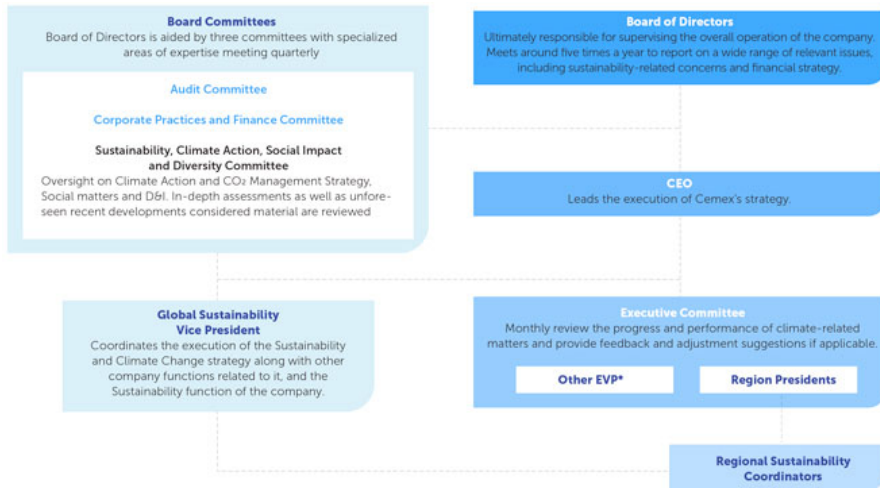 Board Committees
Board of Directors is aided by three committees with specialized
areas of expertise meeting quarterly
Audit Committee
Corporate Practices and Finance Committee
Sustainability, Climate Action, Social Impact
and Diversity Committee
Oversight on Climate Action and CO₂ Management Strategy,
Social matters and D&I. In-depth assessments as well as unfore-
seen recent developments considered material are reviewed
Board of Directors
Ultimately responsible for supervising the overall operation of the company.
Meets around five times a year to report on a wide range of relevant issues,
including sustainability-related concerns and financial strategy.
CEO
Leads the execution of Cemex's strategy.
Global Sustainability
Vice President
Coordinates the execution of the Sustainability
and Climate Change strategy along with other
company functions related to it, and the
Sustainability function of the company.
Executive Committee
Monthly review the progress and performance of climate-related
matters and provide feedback and adjustment suggestions if applicable.
Other EVP*
Region Presidents
Regional Sustainability
Coordinators